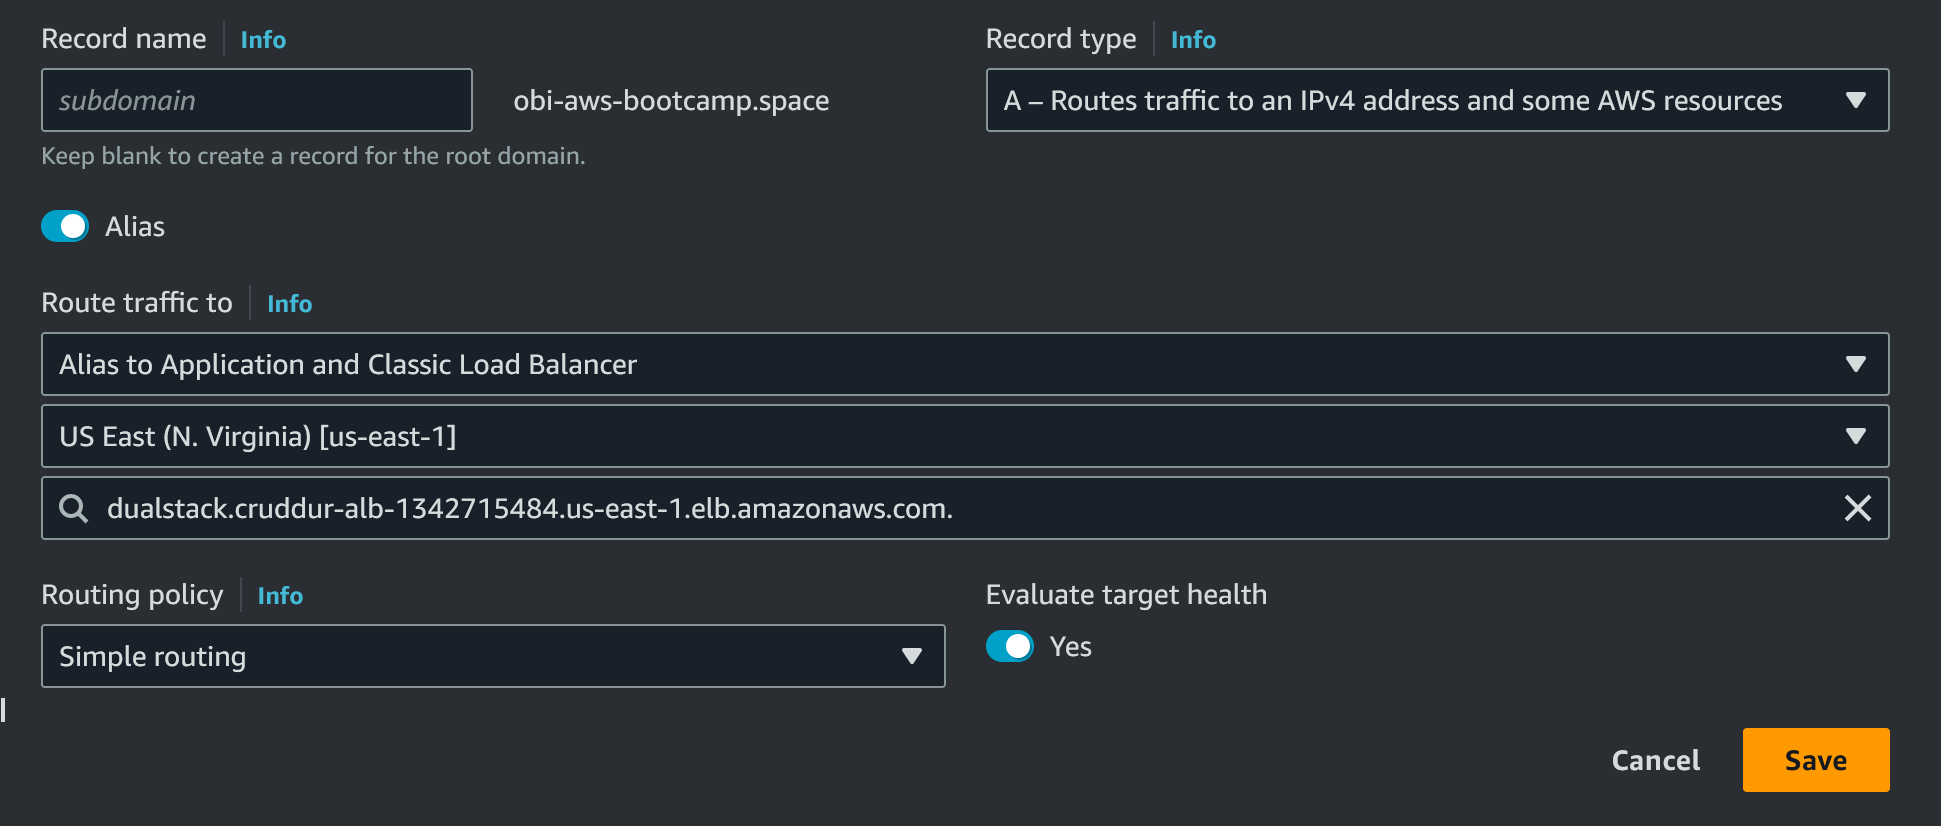 Record name Info
Record type Info
subdomain
obi-aws-bootcamp.space
A – Routes traffic to an IPv4 address and some AWS resources
Keep blank to create a record for the root domain.
Alias
Route traffic to Info
Alias to Application and Classic Load Balancer
US East (N. Virginia) [us-east-1]
dualstack.cruddur-alb-1342715484.us-east-1.elb.amazonaws.com.
Routing policy Info
Evaluate target health
Simple routing
Yes
Cancel
Save